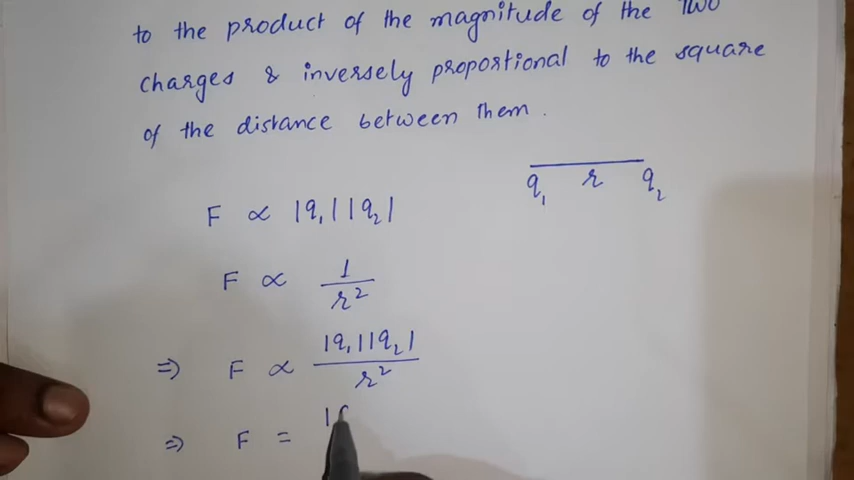 to the product of the magnitude of the Two
charges & inversely proportional to the square
of the distance between them.
q₁ r q₂
F ∝ |q₁||q₂|
F ∝ 1/r²
⇒ F ∝ |q₁||q₂|/r²
⇒ F =